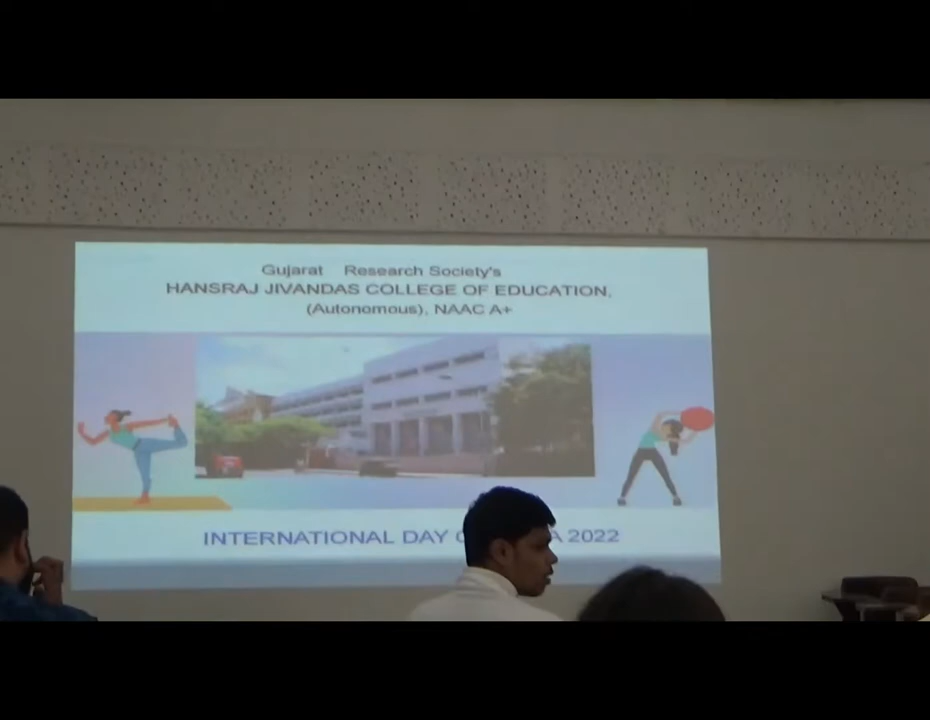 Gujarat Research Society's
HANSRAJ JIVANDAS COLLEGE OF EDUCATION,
(Autonomous), NAAC A+
INTERNATIONAL DAY 2022